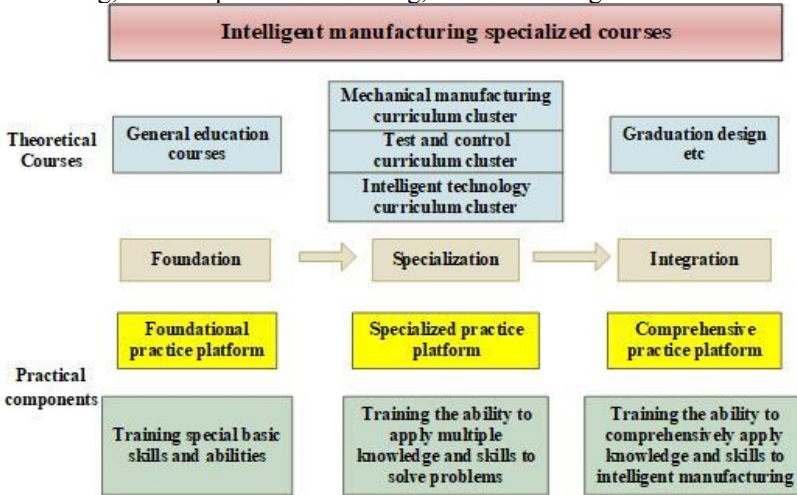 Intelligent manufacturing specialized courses
Mechanical manufacturing
curriculum cluster
Theoretical
Courses
General education
courses
Test and control
curriculum cluster
Graduation design
etc
Intelligent technology
curriculum cluster
Foundation
Specialization
Integration
Foundational
practice platform
Specialized practice
platform
Comprehensive
practice platform
Practical
components
Training special basic
skills and abilities
Training the ability to
apply multiple
knowledge and skills to
solve problems
Training the ability to
comprehensively apply
knowledge and skills to
intelligent manufacturing